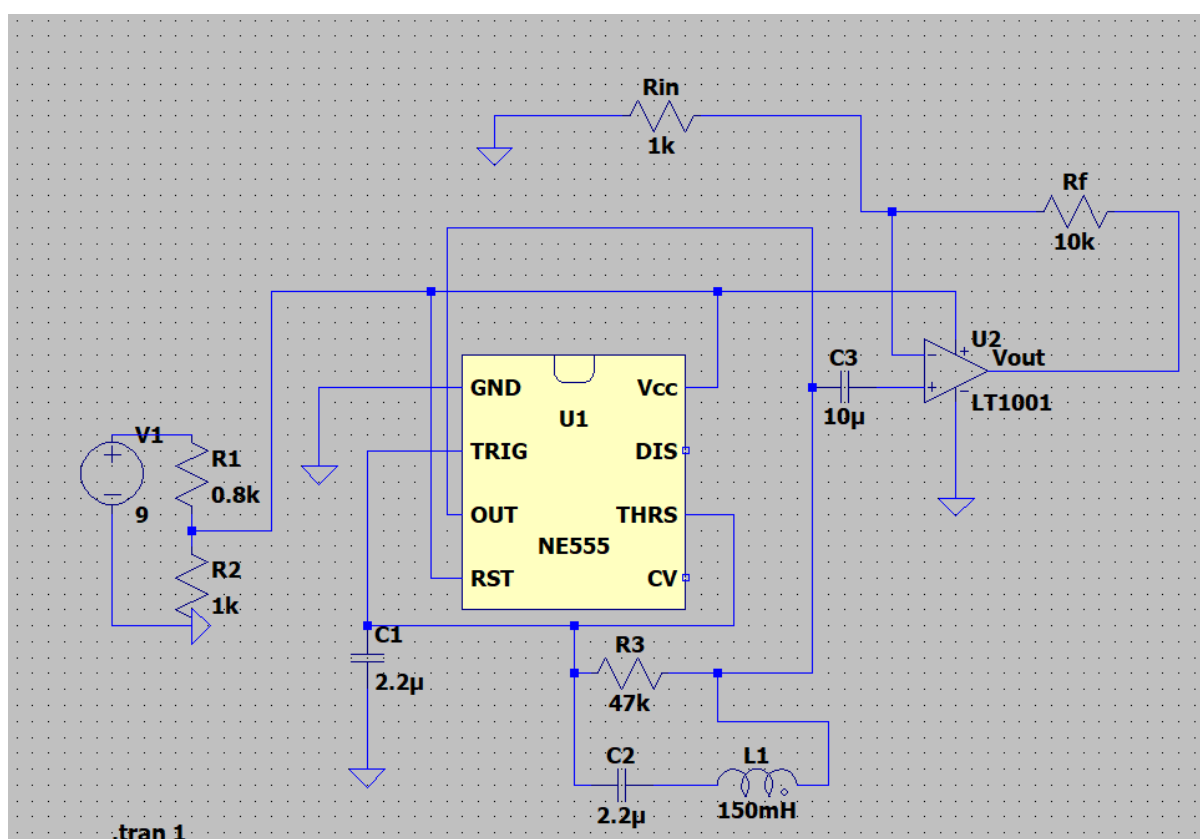 Rin
1k
Rf
10k
U2
+
Vout
−
+
−
LT1001
C3
10µ
GND
Vcc
U1
TRIG
DIS
OUT
THRS
NE555
RST
CV
V1
+
−
9
R1
0.8k
R2
1k
C1
2.2µ
R3
47k
C2
2.2µ
L1
150mH
.tran 1